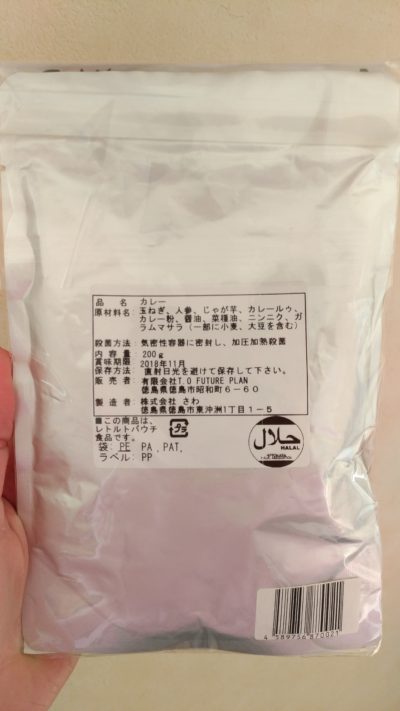 品　名　カレー
原材料名　玉ねぎ、人参、じゃが芋、カレールゥ、
カレー粉、醤油、菜種油、ニンニク、ガ
ラムマサラ（一部に小麦、大豆を含む）
殺菌方法　気密性容器に密封し、加圧加熱殺菌
内 容 量　200g
賞味期限　2018年11月
保存方法　直射日光を避けて保存して下さい。
販 売 者　有限会社T.O FUTURE PLAN
徳島県徳島市昭和町6－60
製 造 者：株式会社 さわ
徳島県徳島市東沖洲1丁目1－5
■この商品は、
レトルトパウチ
食品です。
プラ
袋　PE　PA，PAT，
ラベル：PP
حلال
HALAL
4 589756 870021